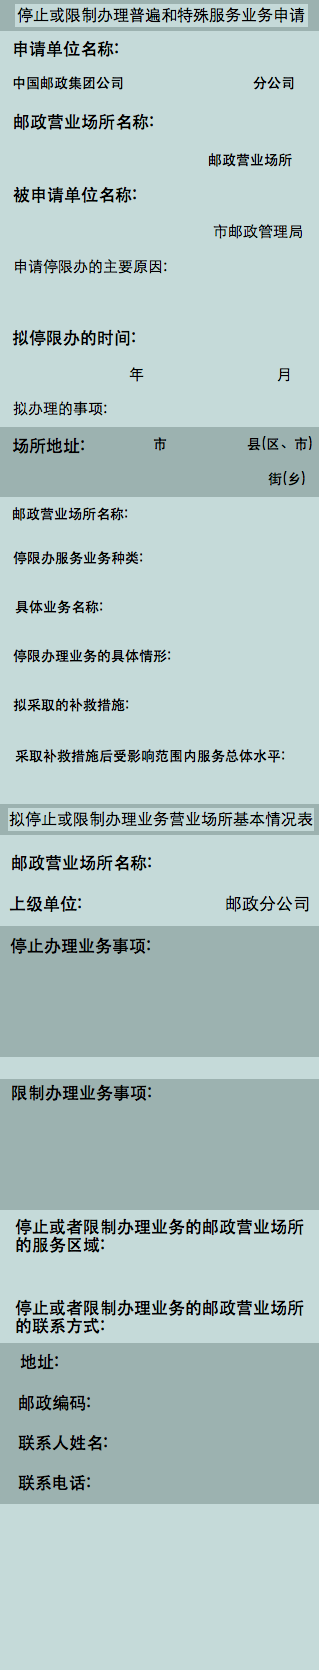 停止或限制办理普遍和特殊服务业务申请
申请单位名称:
中国邮政集团公司 分公司
邮政营业场所名称:
邮政营业场所
被申请单位名称:
市邮政管理局
申请停限办的主要原因:
拟停限办的时间:
年 月
拟办理的事项:
场所地址: 市 县(区、市)
街(乡)
邮政营业场所名称:
停限办服务业务种类:
具体业务名称:
停限办理业务的具体情形:
拟采取的补救措施:
采取补救措施后受影响范围内服务总体水平:
拟停止或限制办理业务营业场所基本情况表
邮政营业场所名称:
上级单位: 邮政分公司
停止办理业务事项:
限制办理业务事项:
停止或者限制办理业务的邮政营业场所
的服务区域:
停止或者限制办理业务的邮政营业场所
的联系方式:
地址:
邮政编码:
联系人姓名:
联系电话: